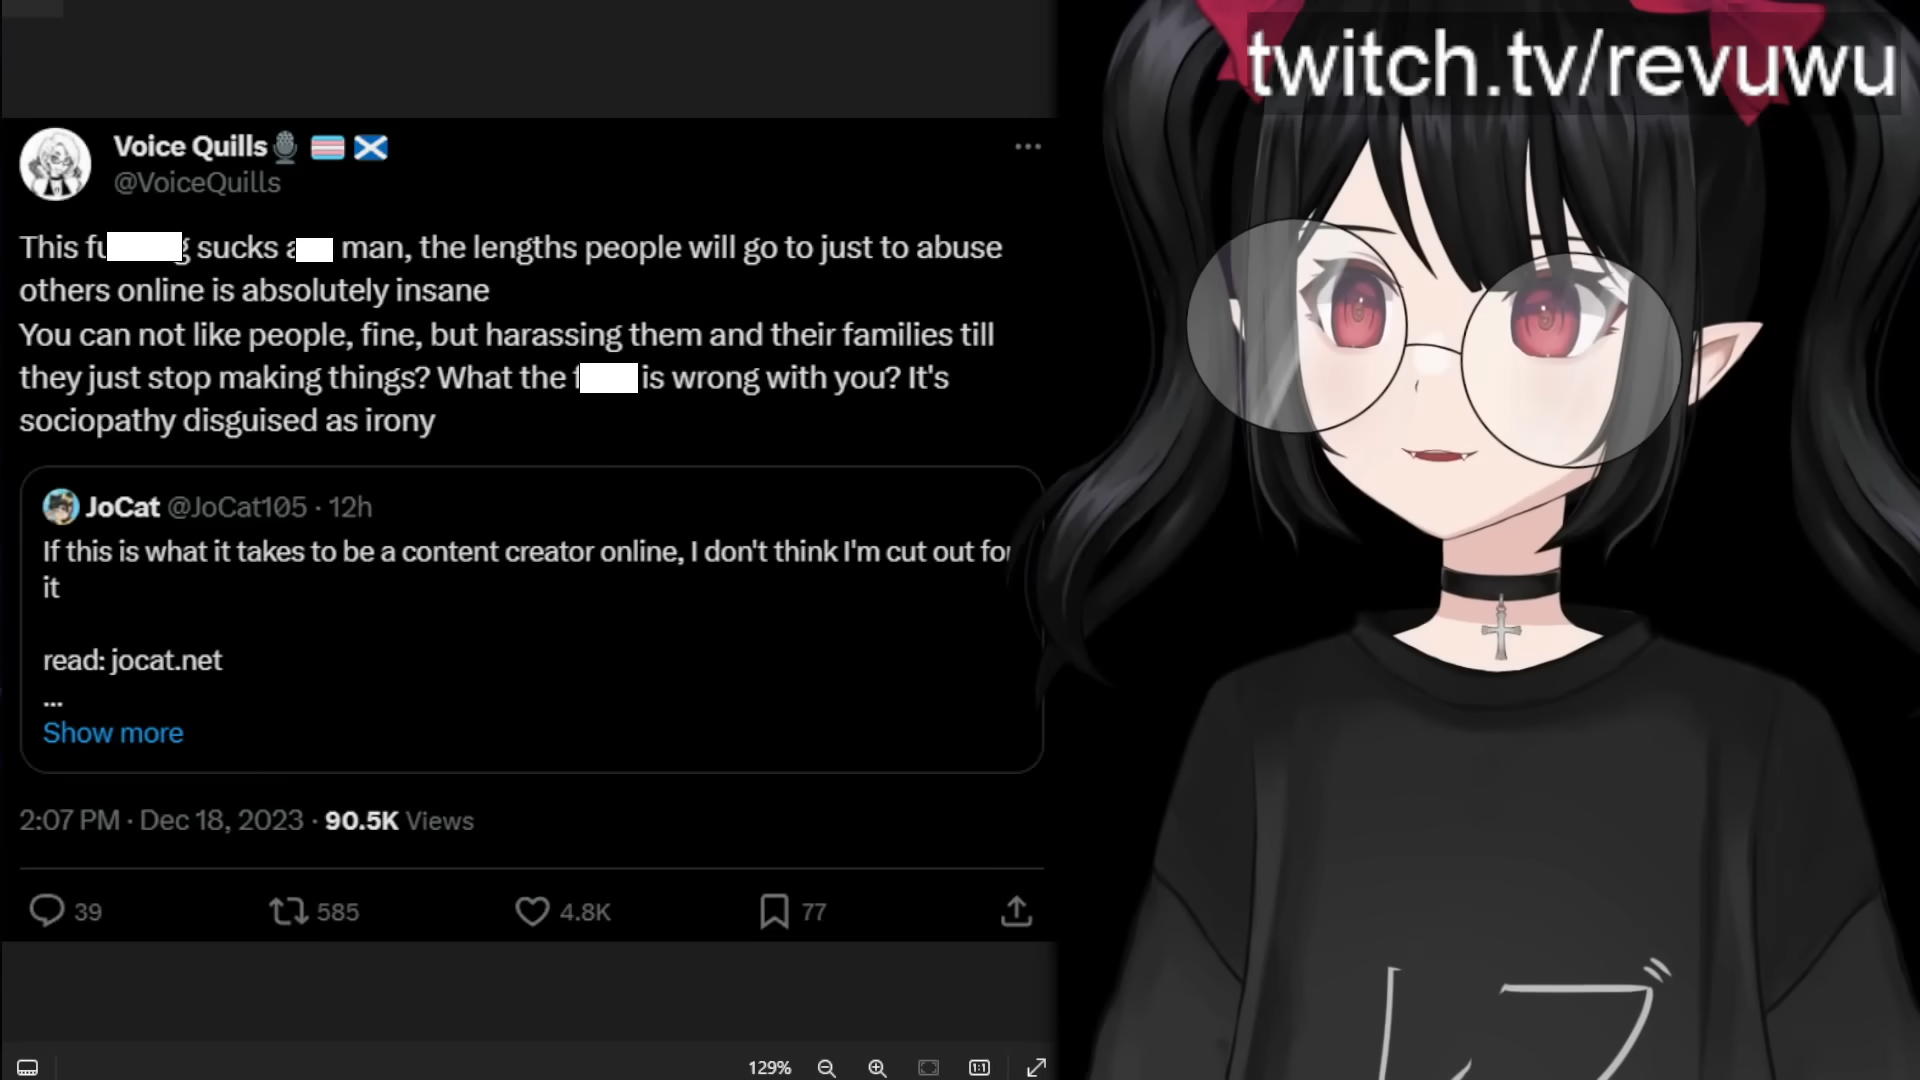 twitch.tv/revuwu
Voice Quills
@VoiceQuills
This fu g sucks a man, the lengths people will go to just to abuse
others online is absolutely insane
You can not like people, fine, but harassing them and their families till
they just stop making things? What the f is wrong with you? It's
sociopathy disguised as irony
JoCat @JoCat105 · 12h
If this is what it takes to be a content creator online, I don't think I'm cut out for
it
read: jocat.net
...
Show more
2:07 PM · Dec 18, 2023 · 90.5K Views
39 585 4.8K 77
レズ
129% 1:1